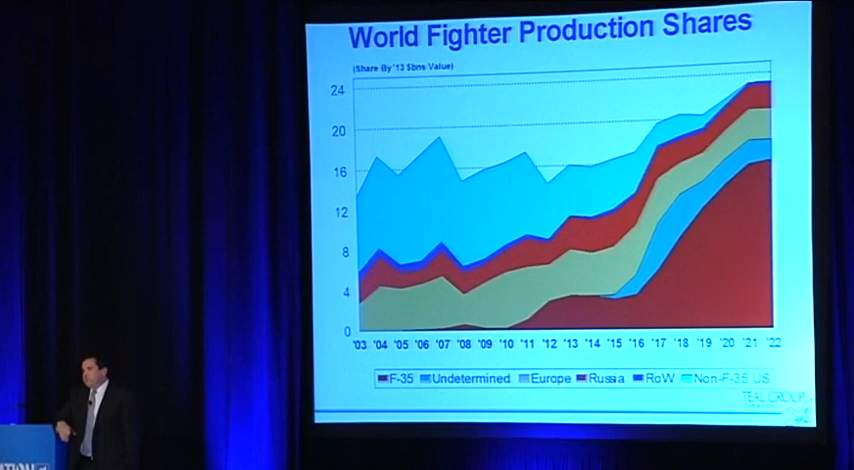 World Fighter Production Shares
(Share By '13 $bns Value)
24
20
16
12
8
4
0
'03 '04 '05 '06 '07 '08 '09 '10 '11 '12 '13 '14 '15 '16 '17 '18 '19 '20 '21 '22
F-35 Undetermined Europe Russia RoW Non-F-35 US
TEAL GROUP